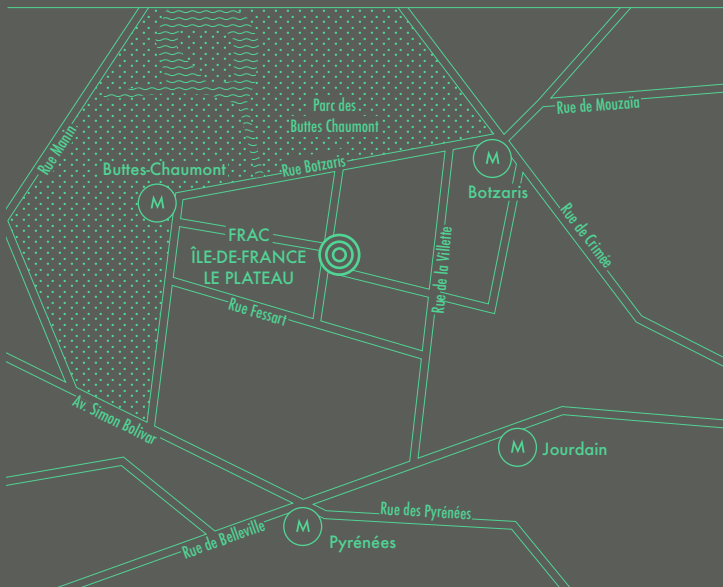 Parc des
Buttes Chaumont
Rue de Mouzaïa
Rue Manin
Buttes-Chaumont
M
Rue Botzaris
M
Botzaris
FRAC
ÎLE-DE-FRANCE
LE PLATEAU
Rue de la Villette
Rue de Crimée
Rue Fessart
Av. Simon Bolivar
M
Jourdain
Rue des Pyrénées
M
Pyrénées
Rue de Belleville